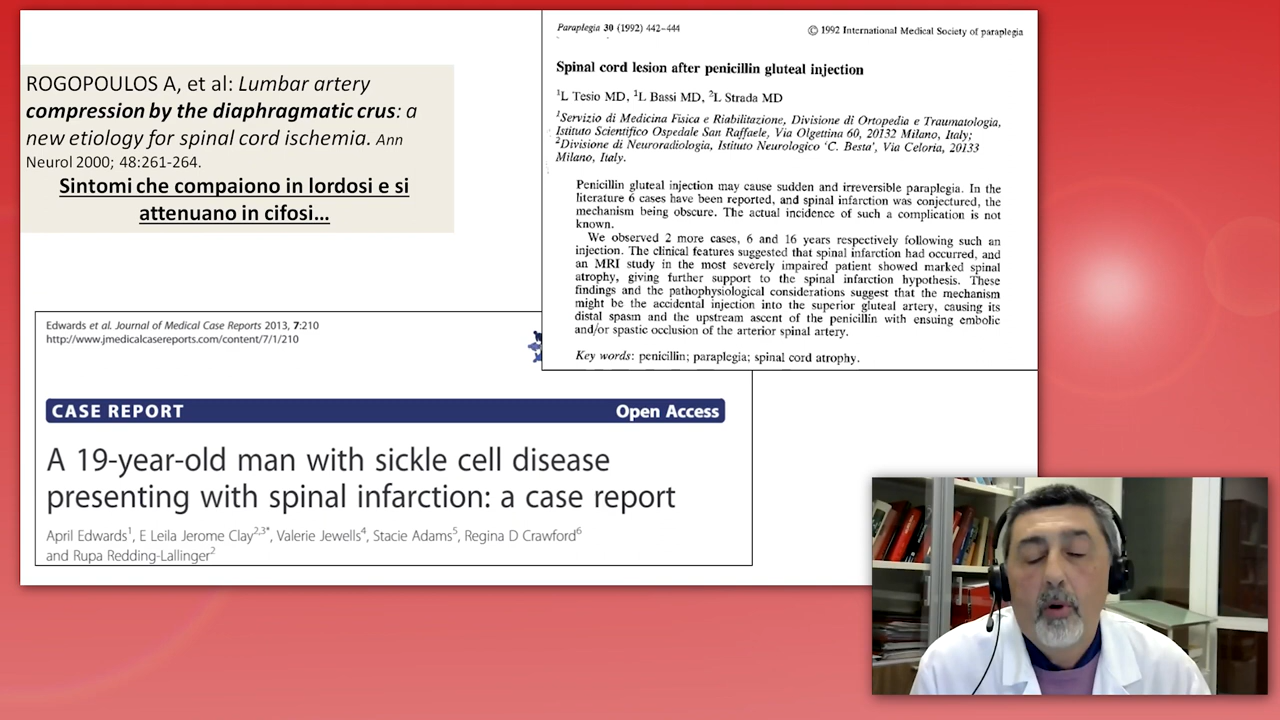 ROGOPOULOS A, et al: Lumbar artery
compression by the diaphragmatic crus: a
new etiology for spinal cord ischemia. Ann
Neurol 2000; 48:261-264.
Sintomi che compaiono in lordosi e si
attenuano in cifosi...
Paraplegia 30 (1992) 442–444
© 1992 International Medical Society of paraplegia
Spinal cord lesion after penicillin gluteal injection
1L Tesio MD, 1L Bassi MD, 2L Strada MD
1Servizio di Medicina Fisica e Riabilitazione, Divisione di Ortopedia e Traumatologia,
Istituto Scientifico Ospedale San Raffaele, Via Olgettina 60, 20132 Milano, Italy;
2Divisione di Neuroradiologia, Istituto Neurologico ‘C. Besta’, Via Celoria, 20133
Milano, Italy.
Penicillin gluteal injection may cause sudden and irreversible paraplegia. In the
literature 6 cases have been reported, and spinal infarction was conjectured, the
mechanism being obscure. The actual incidence of such a complication is not
known.
We observed 2 more cases, 6 and 16 years respectively following such an
injection. The clinical features suggested that spinal infarction had occurred, and
an MRI study in the most severely impaired patient showed marked spinal
atrophy, giving further support to the spinal infarction hypothesis. These
findings and the pathophysiological considerations suggest that the mechanism
might be the accidental injection into the superior gluteal artery, causing its
distal spasm and the upstream ascent of the penicillin with ensuing embolic
and/or spastic occlusion of the arterior spinal artery.
Key words: penicillin; paraplegia; spinal cord atrophy.
Edwards et al. Journal of Medical Case Reports 2013, 7:210
http://www.jmedicalcasereports.com/content/7/1/210
CASE REPORT
Open Access
A 19-year-old man with sickle cell disease
presenting with spinal infarction: a case report
April Edwards1, E Leila Jerome Clay2,3*, Valerie Jewells4, Stacie Adams5, Regina D Crawford6
and Rupa Redding-Lallinger2